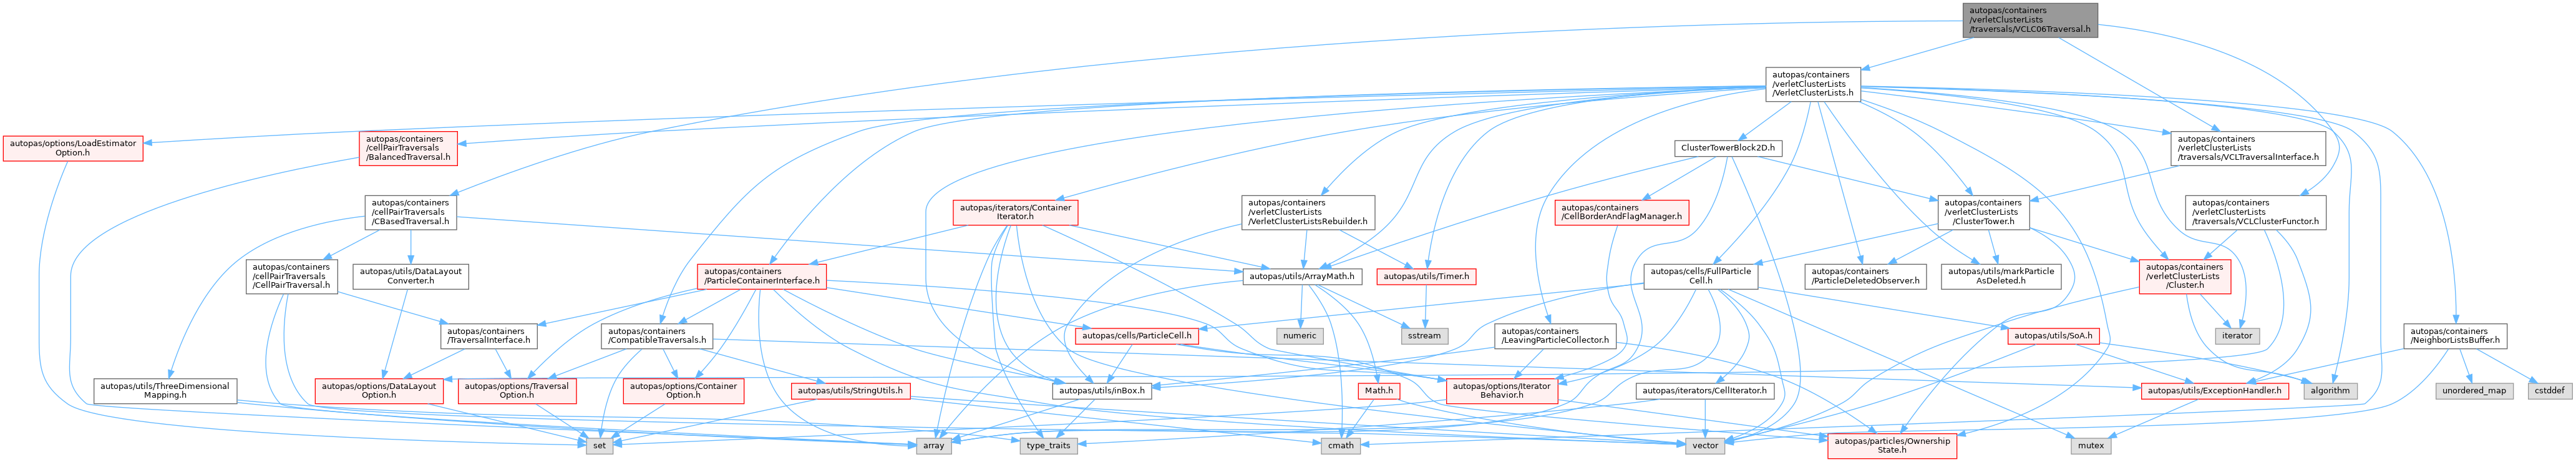 autopas/containers
/verletClusterLists
/traversals/VCLC06Traversal.h
autopas/containers
/verletClusterLists
/VerletClusterLists.h
autopas/options/LoadEstimator
Option.h
autopas/containers
/cellPairTraversals
/BalancedTraversal.h
ClusterTowerBlock2D.h
autopas/containers
/verletClusterLists
/traversals/VCLTraversalInterface.h
autopas/containers
/cellPairTraversals
/CBasedTraversal.h
autopas/iterators/Container
Iterator.h
autopas/containers
/verletClusterLists
/VerletClusterListsRebuilder.h
autopas/containers
/CellBorderAndFlagManager.h
autopas/containers
/verletClusterLists
/ClusterTower.h
autopas/containers
/verletClusterLists
/traversals/VCLClusterFunctor.h
autopas/containers
/cellPairTraversals
/CellPairTraversal.h
autopas/utils/DataLayout
Converter.h
autopas/containers
/ParticleContainerInterface.h
autopas/utils/ArrayMath.h
autopas/utils/Timer.h
autopas/cells/FullParticle
Cell.h
autopas/containers
/ParticleDeletedObserver.h
autopas/utils/markParticle
AsDeleted.h
autopas/containers
/verletClusterLists
/Cluster.h
autopas/containers
/TraversalInterface.h
autopas/containers
/CompatibleTraversals.h
autopas/cells/ParticleCell.h
numeric
sstream
autopas/containers
/LeavingParticleCollector.h
autopas/utils/SoA.h
iterator
autopas/containers
/NeighborListsBuffer.h
autopas/utils/ThreeDimensional
Mapping.h
autopas/options/DataLayout
Option.h
autopas/options/Traversal
Option.h
autopas/options/Container
Option.h
autopas/utils/StringUtils.h
autopas/utils/inBox.h
Math.h
autopas/options/Iterator
Behavior.h
autopas/iterators/CellIterator.h
autopas/utils/ExceptionHandler.h
algorithm
unordered_map
cstddef
set
array
type_traits
cmath
vector
autopas/particles/Ownership
State.h
mutex